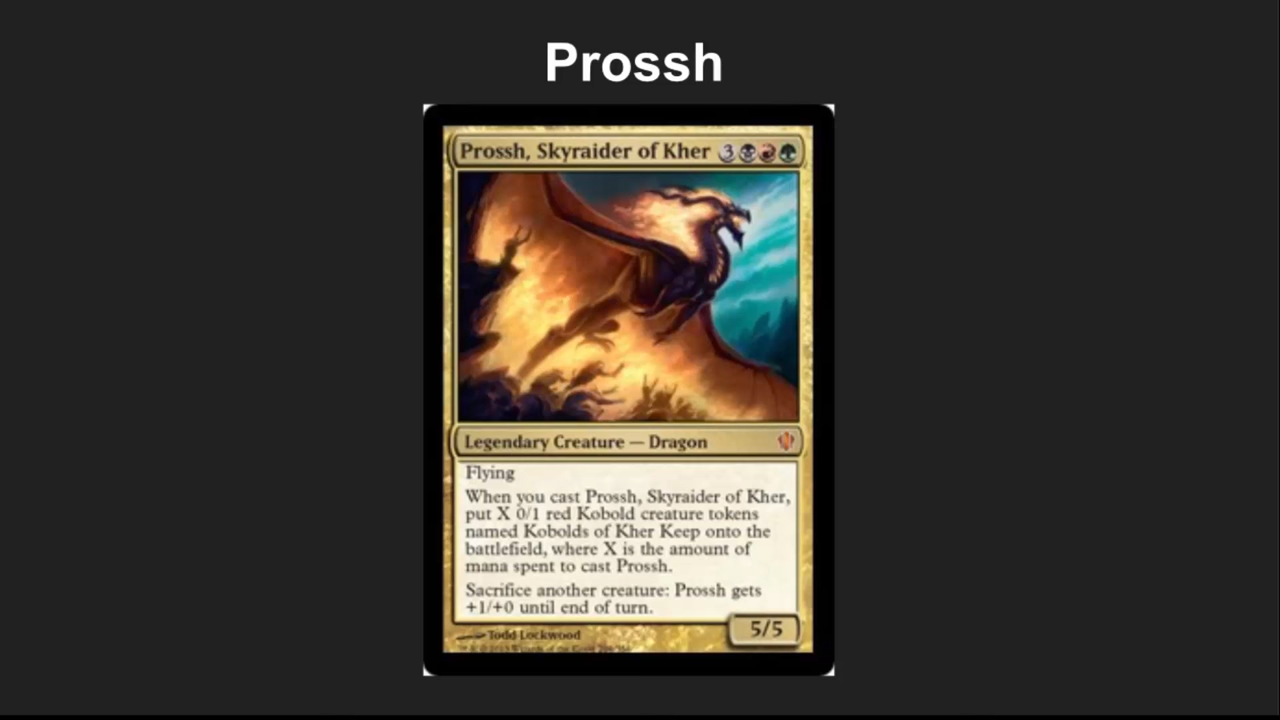 Prossh
Prossh, Skyraider of Kher 3
Legendary Creature — Dragon
Flying
When you cast Prossh, Skyraider of Kher,
put X 0/1 red Kobold creature tokens
named Kobolds of Kher Keep onto the
battlefield, where X is the amount of
mana spent to cast Prossh.
Sacrifice another creature: Prossh gets
+1/+0 until end of turn.
5/5
Todd Lockwood